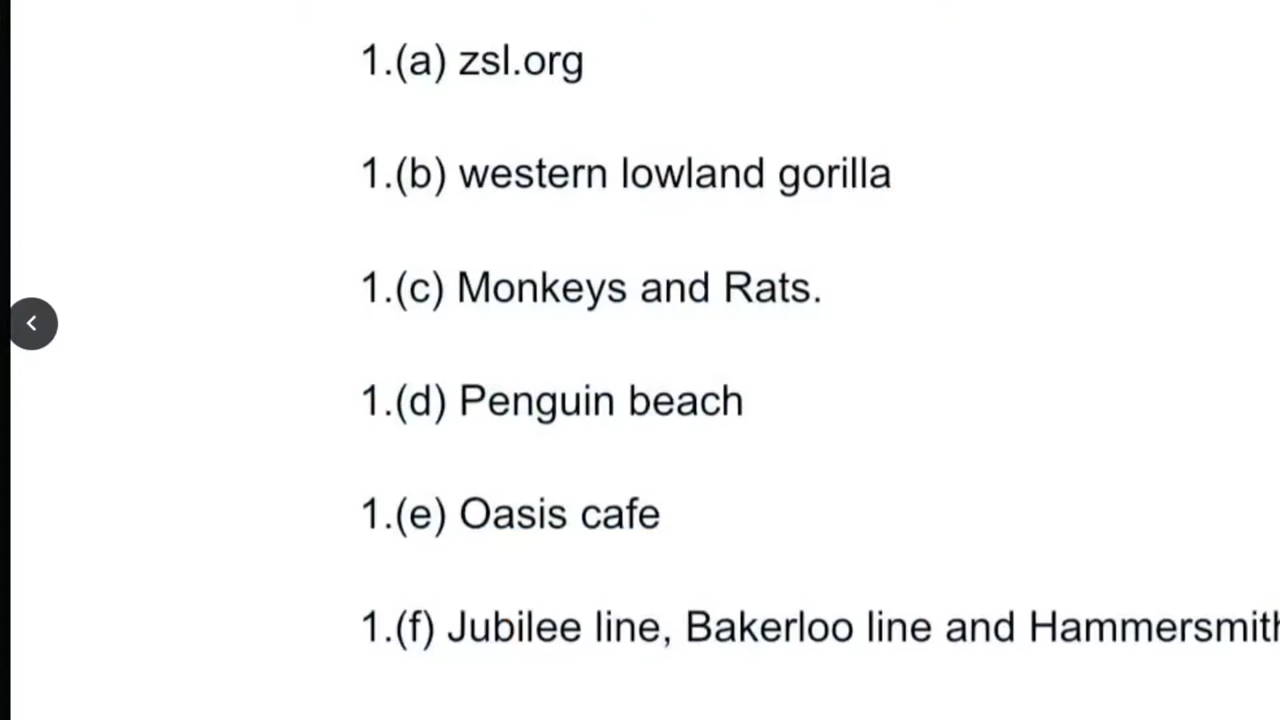 1.(a) zsl.org
1.(b) western lowland gorilla
1.(c) Monkeys and Rats.
1.(d) Penguin beach
1.(e) Oasis cafe
1.(f) Jubilee line, Bakerloo line and Hammersmith